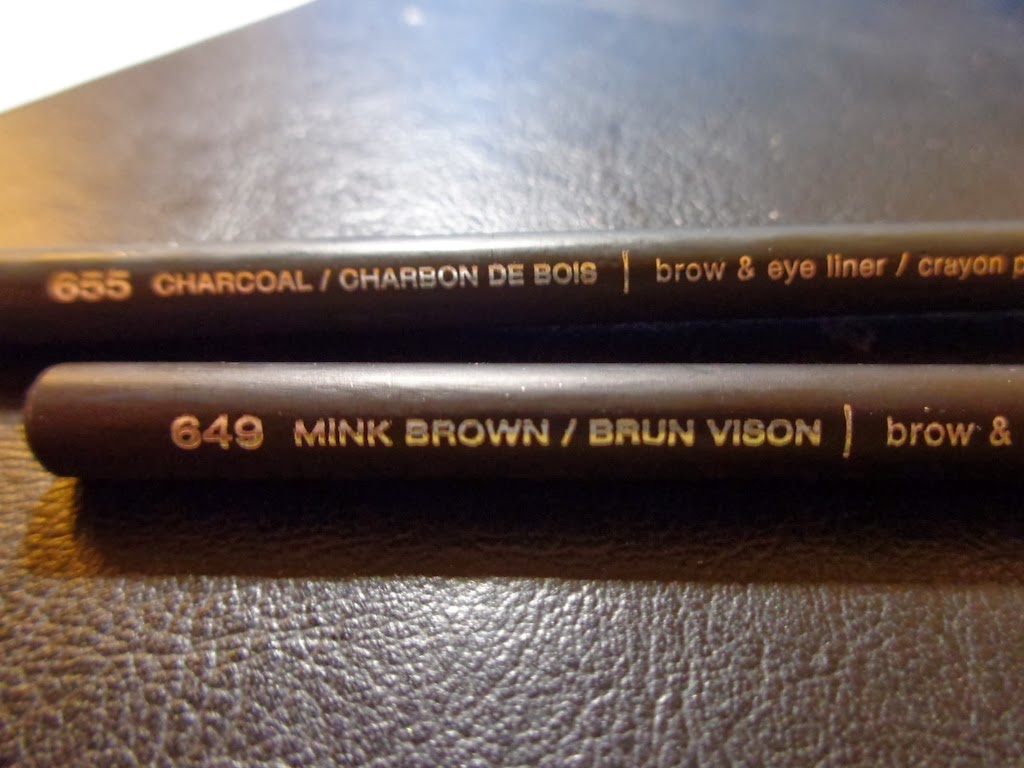 655 CHARCOAL / CHARBON DE BOIS | brow & eye liner / crayon p
649 MINK BROWN / BRUN VISON | brow &